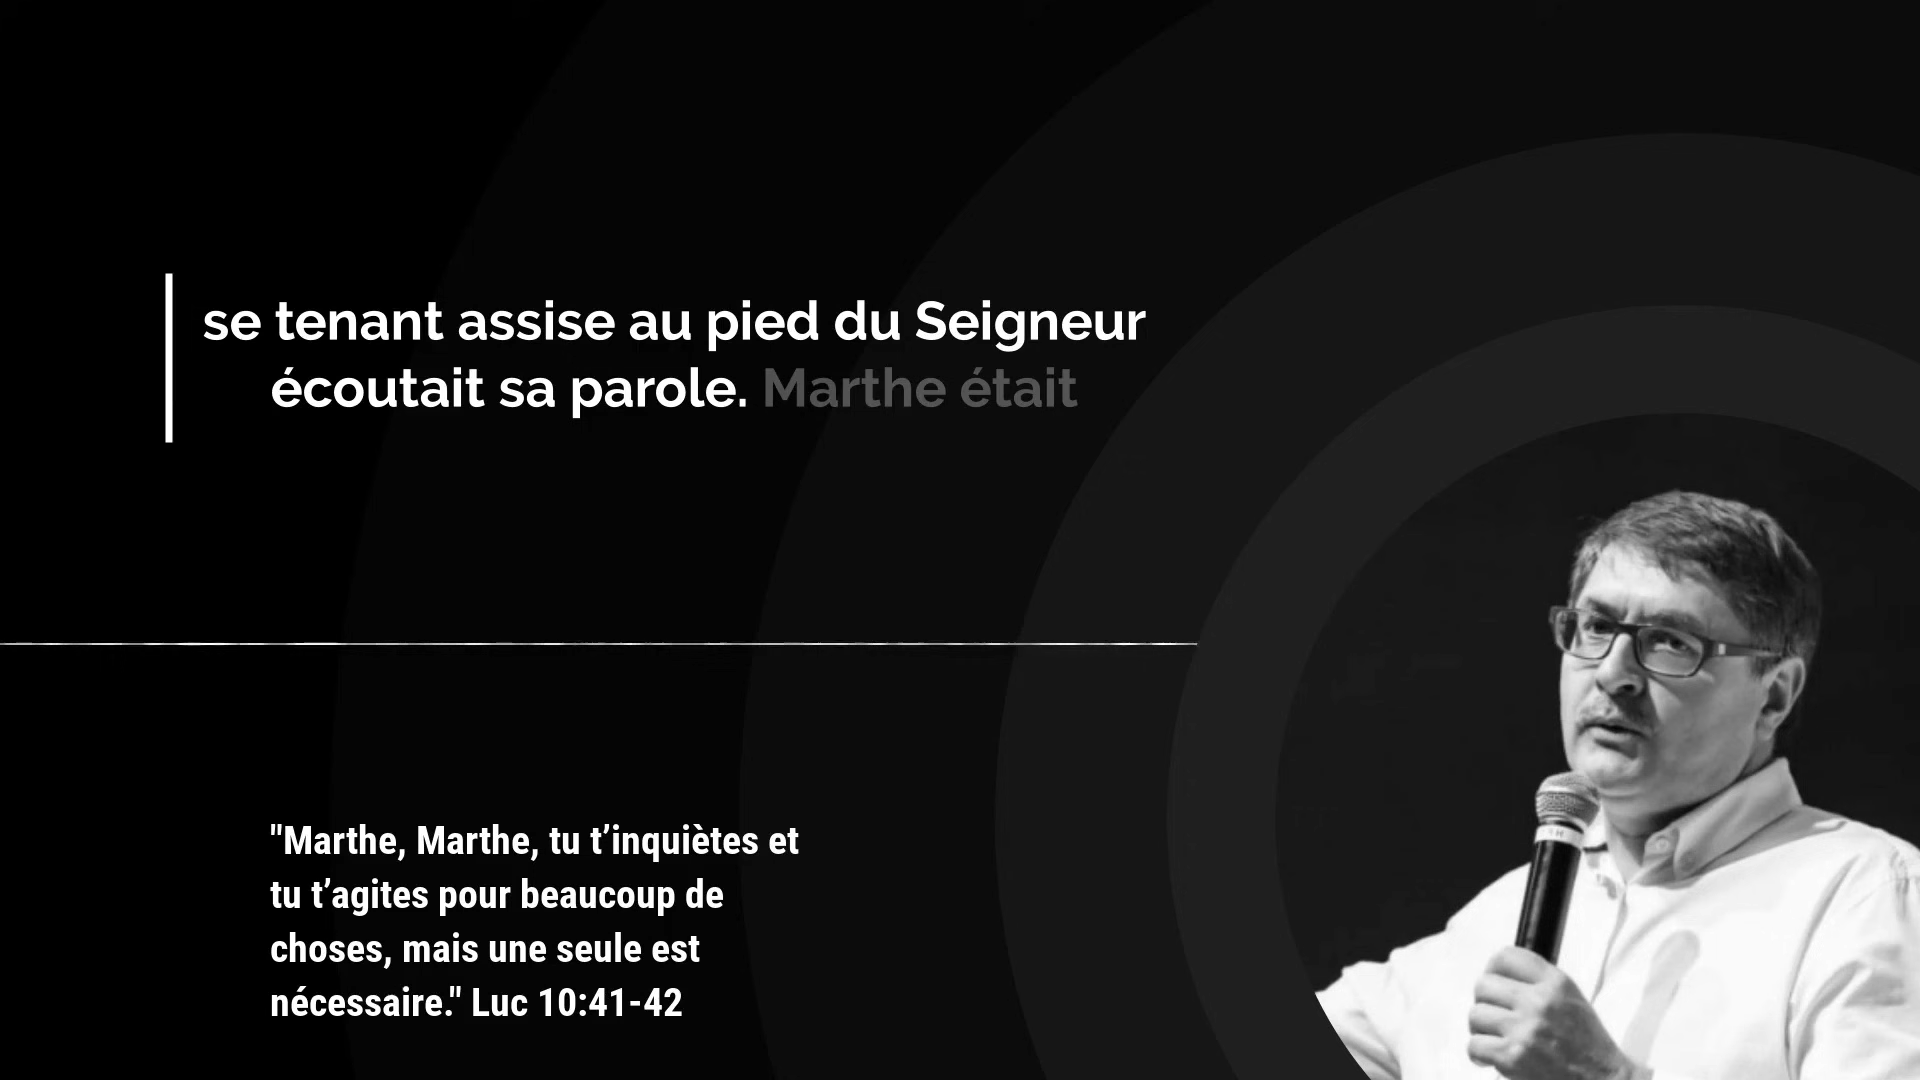 se tenant assise au pied du Seigneur
écoutait sa parole. Marthe était
"Marthe, Marthe, tu t’inquiètes et
tu t’agites pour beaucoup de
choses, mais une seule est
nécessaire." Luc 10:41-42